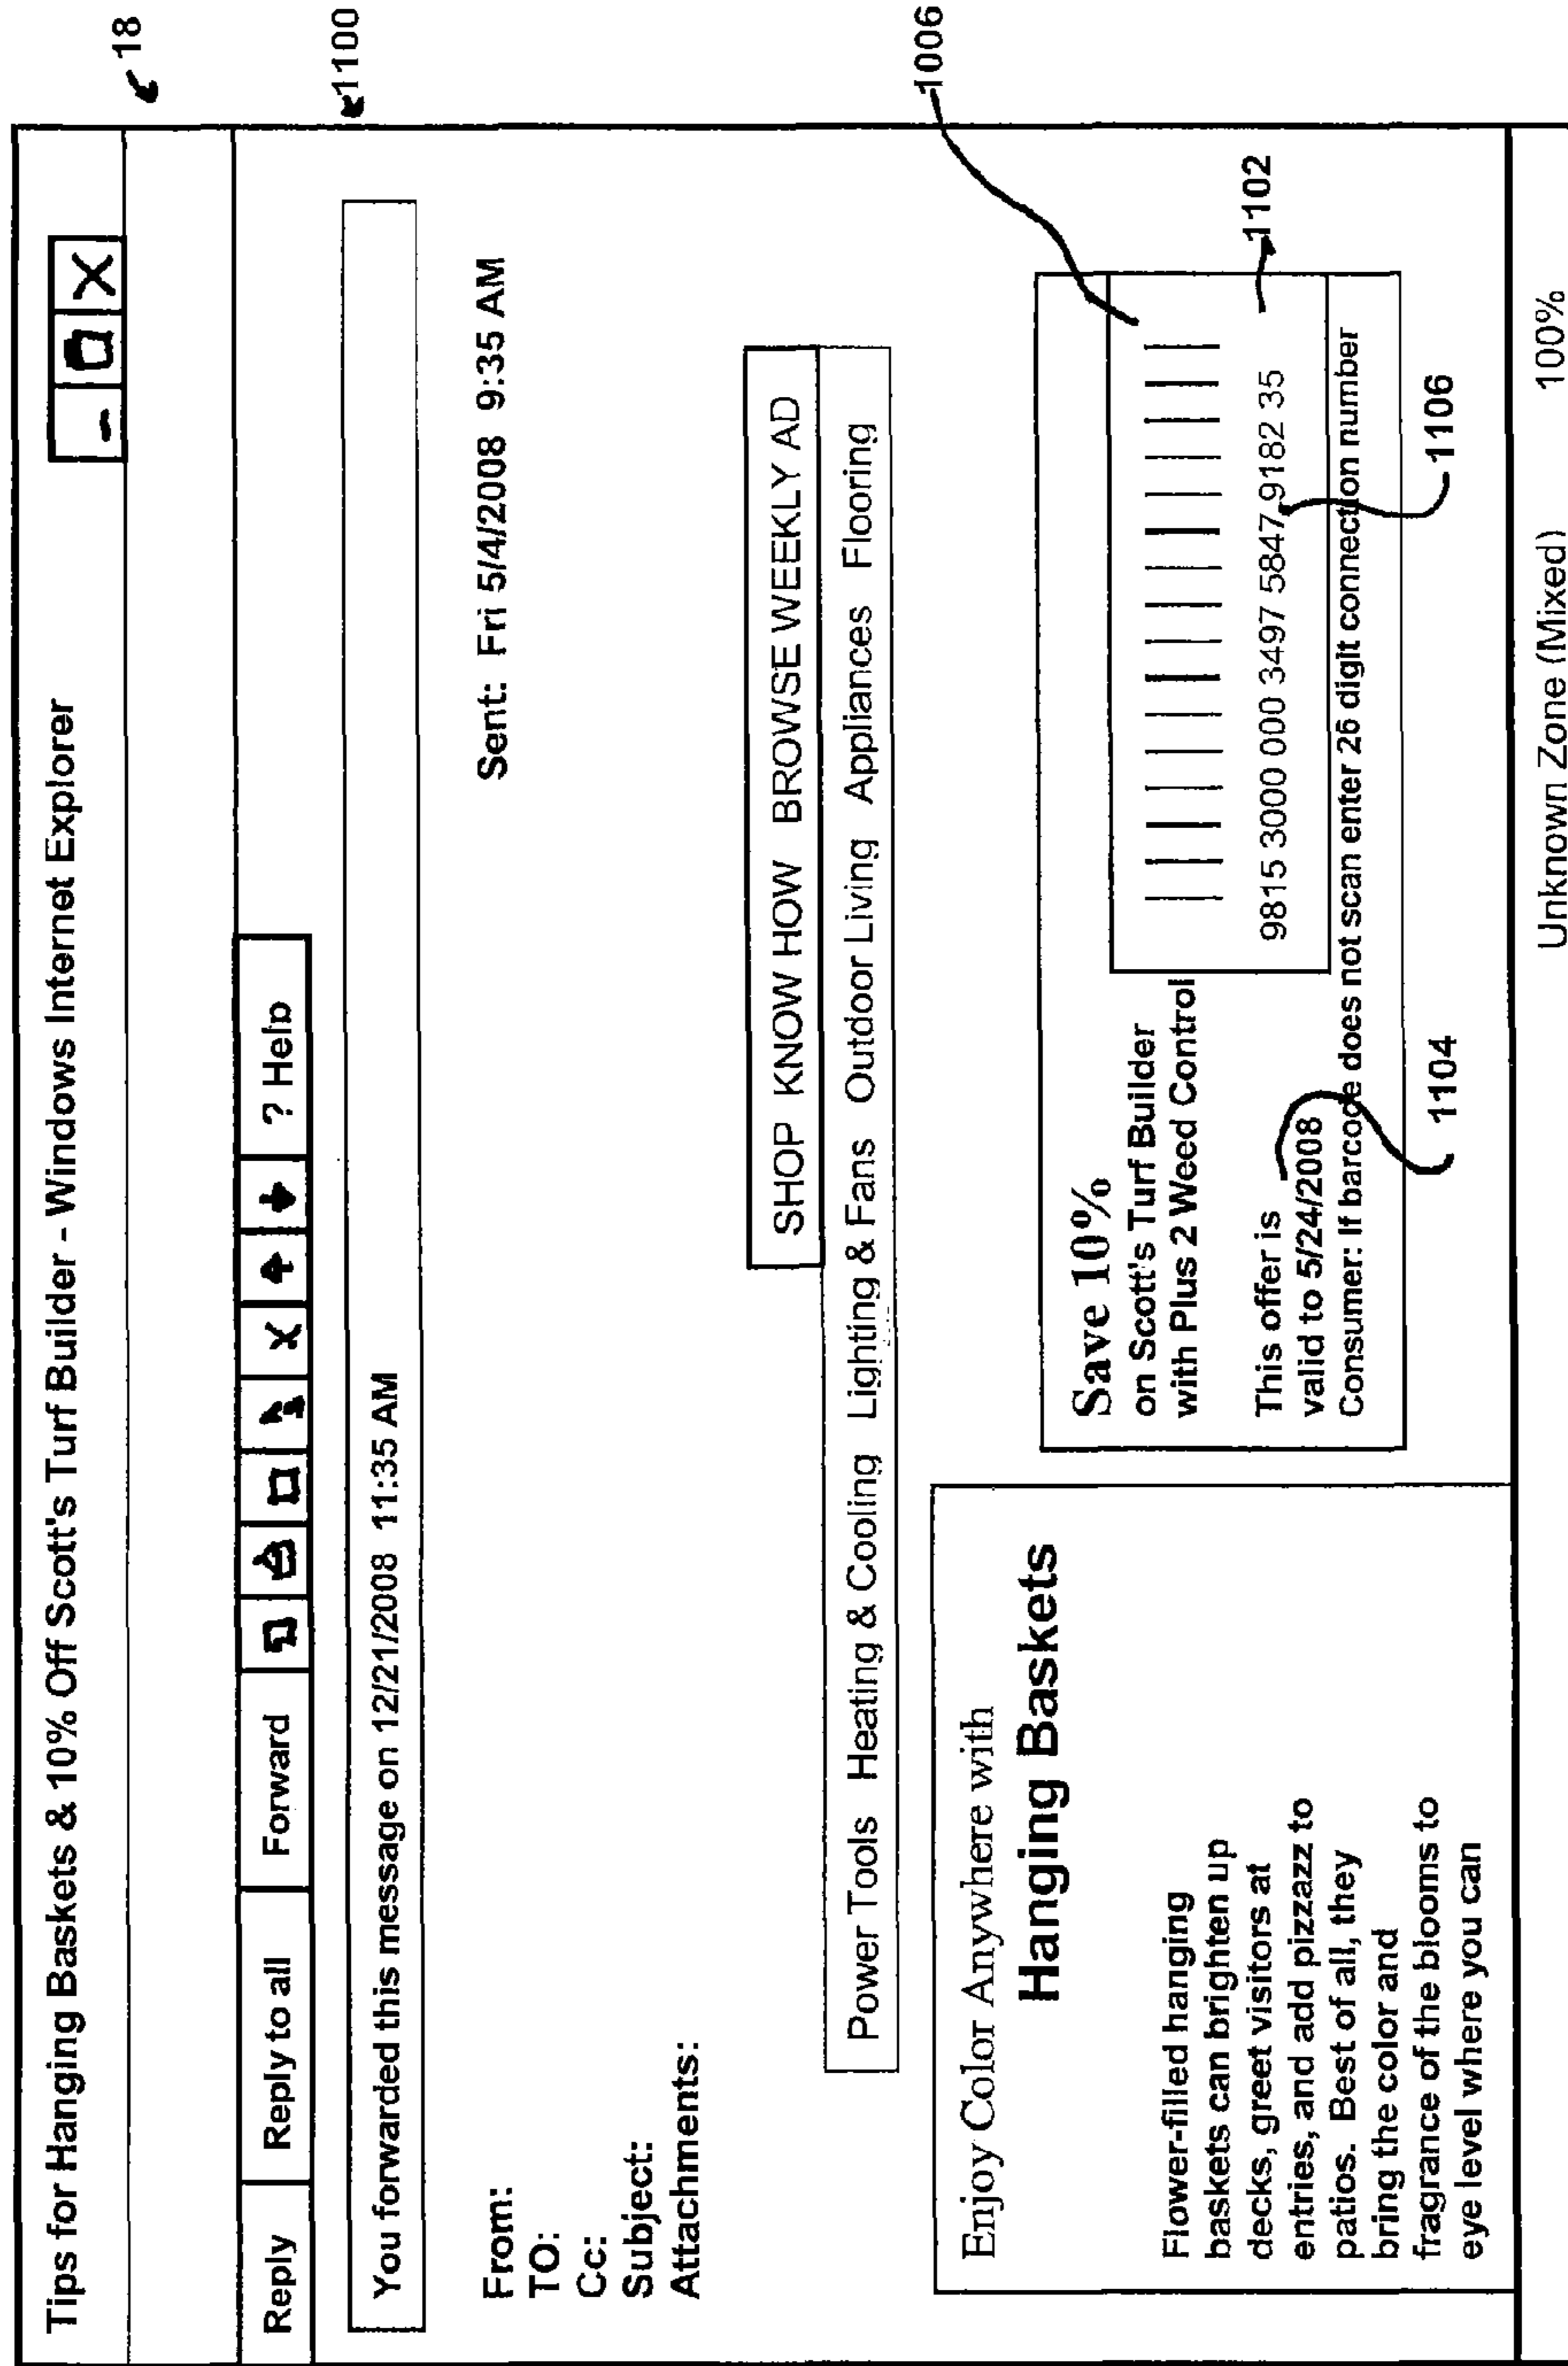 Tips for Hanging Baskets & 10% Off Scott's Turf Builder - Windows Internet Explorer
18
Reply Reply to all Forward ? Help
1100
You forwarded this message on 12/21/2008 11:35 AM
From:
TO:
Cc:
Subject:
Attachments:
Sent: Fri 5/4/2008 9:35 AM
SHOP KNOW HOW BROWSE WEEKLY AD
Power Tools Heating & Cooling Lighting & Fans Outdoor Living Appliances Flooring
1006
Enjoy Color Anywhere with
Hanging Baskets
Flower-filled hanging
baskets can brighten up
decks, greet visitors at
entries, and add pizzazz to
patios. Best of all, they
bring the color and
fragrance of the blooms to
eye level where you can
Save 10%
on Scott's Turf Builder
with Plus 2 Weed Control
This offer is
valid to 5/24/2008
9815 3000 000 3497 5847 9182 35
Consumer: If barcode does not scan enter 26 digit connection number
1102
1104
1106
Unknown Zone (Mixed) 100%